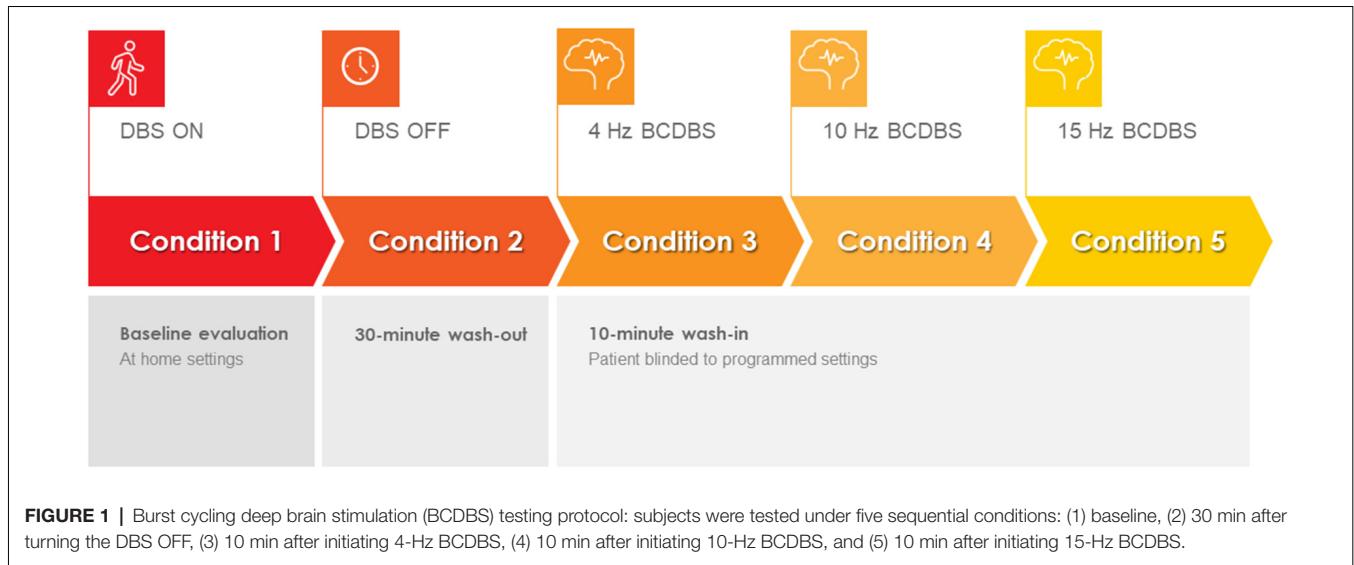 DBS ON
DBS OFF
4 Hz BCDBS
10 Hz BCDBS
15 Hz BCDBS
Condition 1
Condition 2
Condition 3
Condition 4
Condition 5
Baseline evaluation
At home settings
30-minute wash-out
10-minute wash-in
Patient blinded to programmed settings
FIGURE 1 | Burst cycling deep brain stimulation (BCDBS) testing protocol: subjects were tested under five sequential conditions: (1) baseline, (2) 30 min after
turning the DBS OFF, (3) 10 min after initiating 4-Hz BCDBS, (4) 10 min after initiating 10-Hz BCDBS, and (5) 10 min after initiating 15-Hz BCDBS.